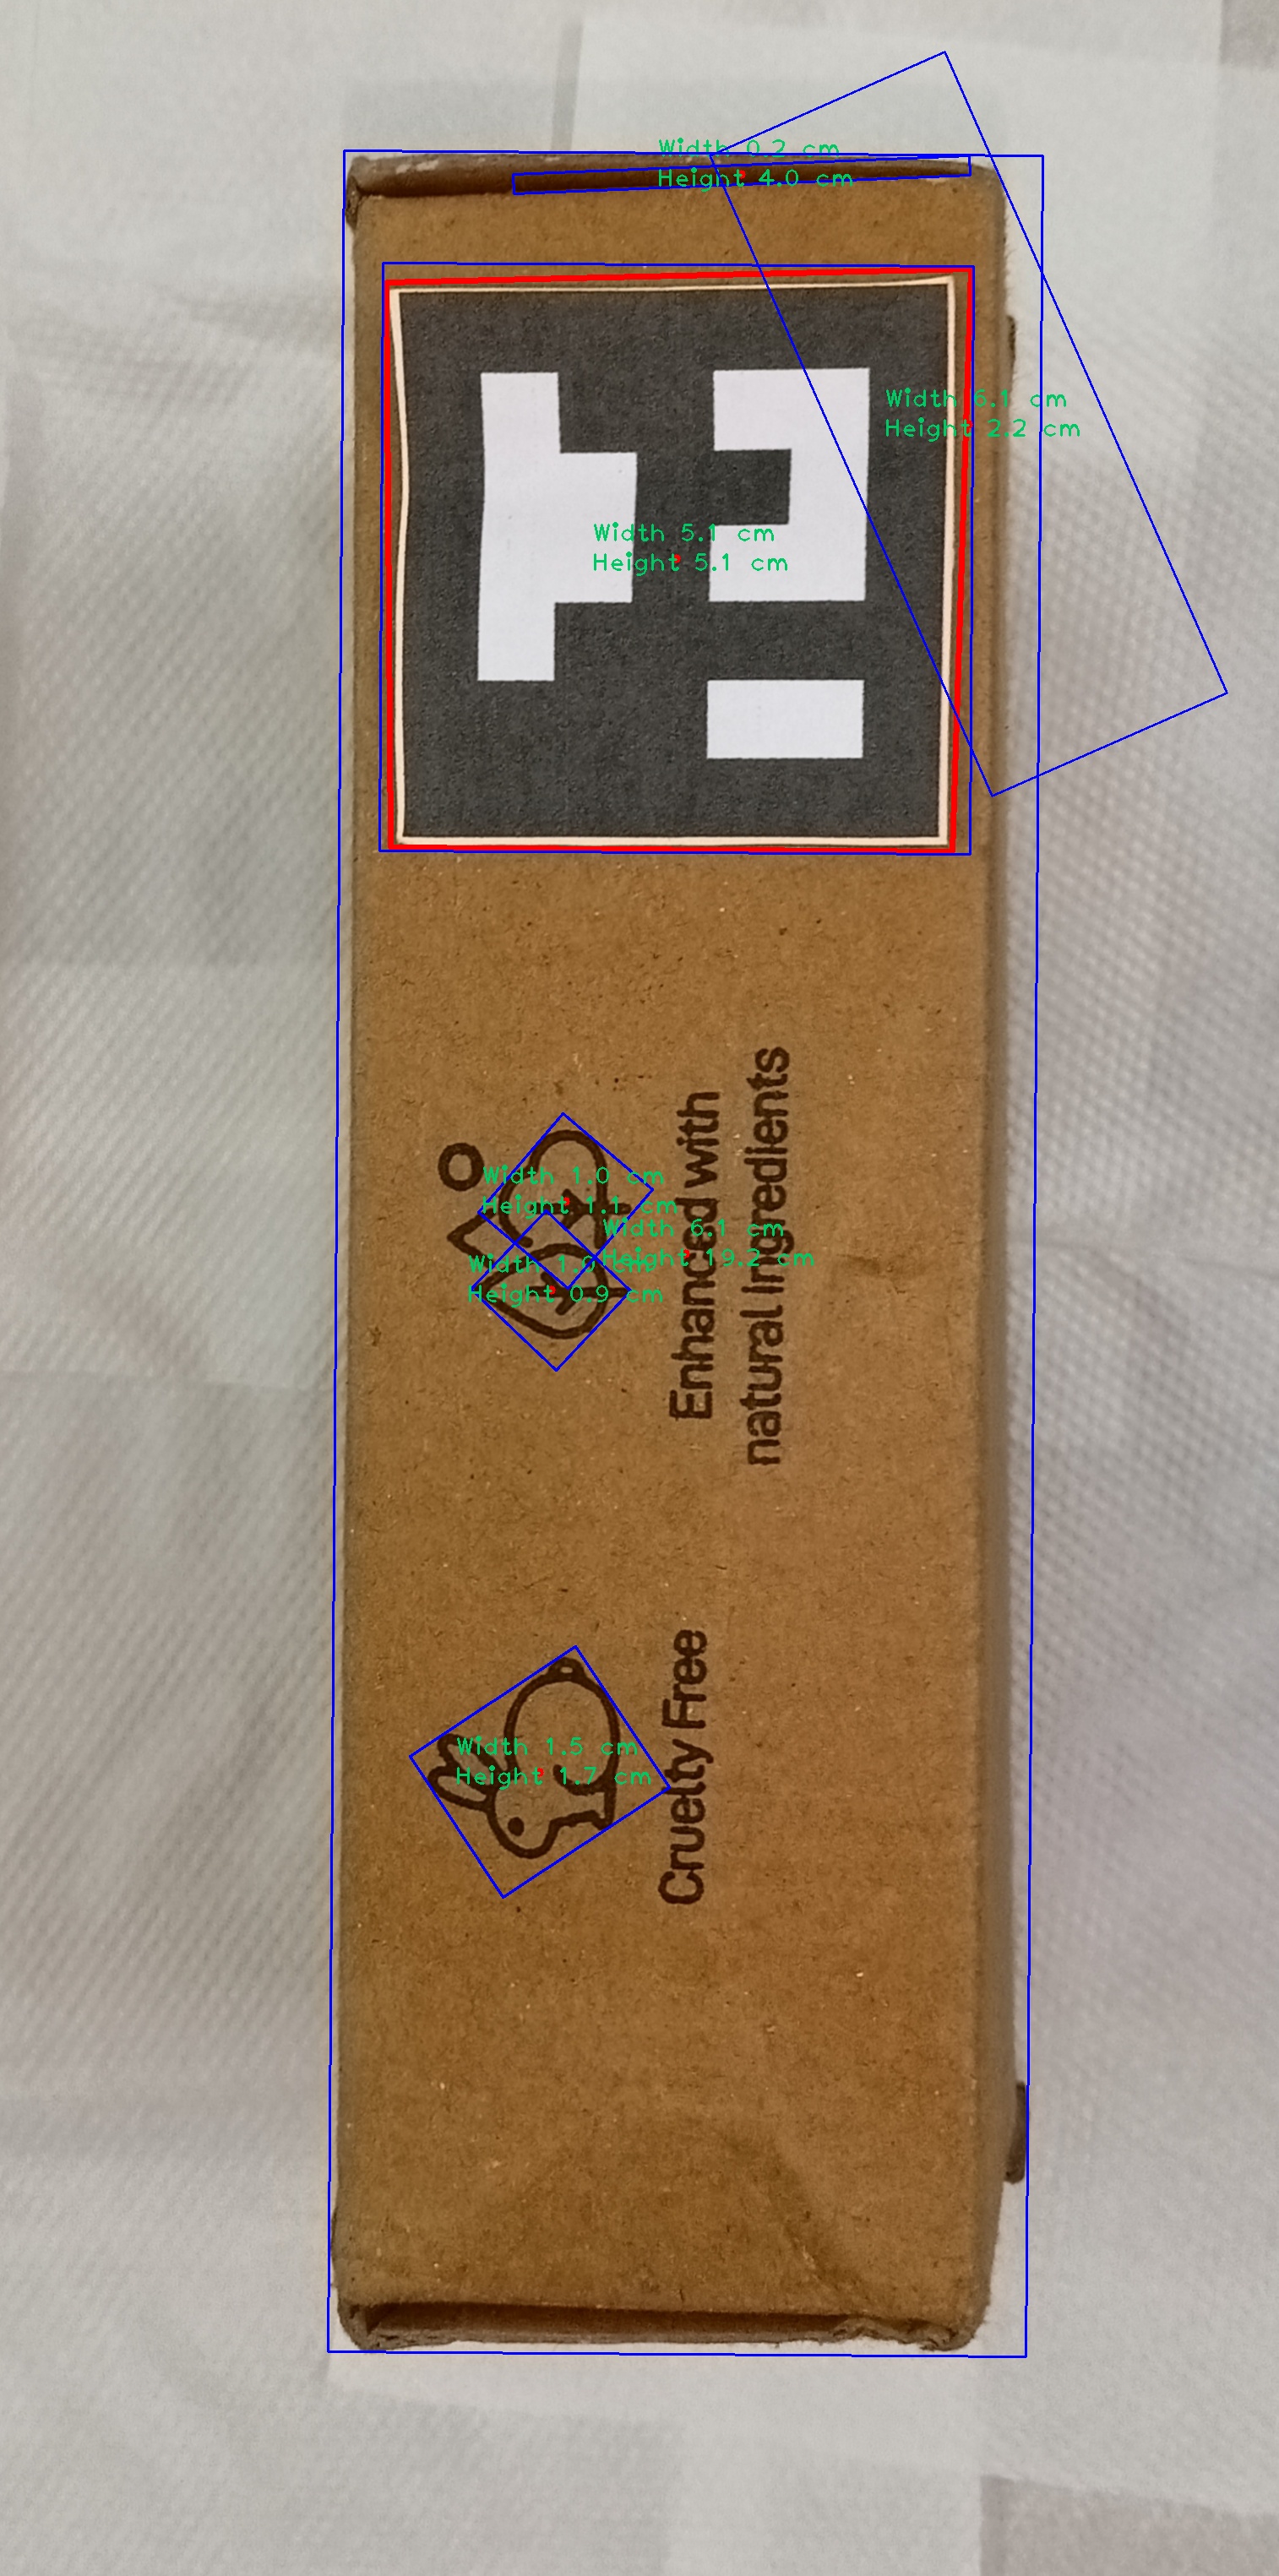 Width 0.2 cm
Height 4.0 cm
Width 6.1 cm
Height 2.2 cm
Width 5.1 cm
Height 5.1 cm
Width 1.0 cm
Height 1.1 cm
Width 6.1 cm
Height 19.2 cm
Width 1.0 cm
Height 0.9 cm
Enhanced with
natural ingredients
Width 1.5 cm
Height 1.7 cm
Cruelty Free